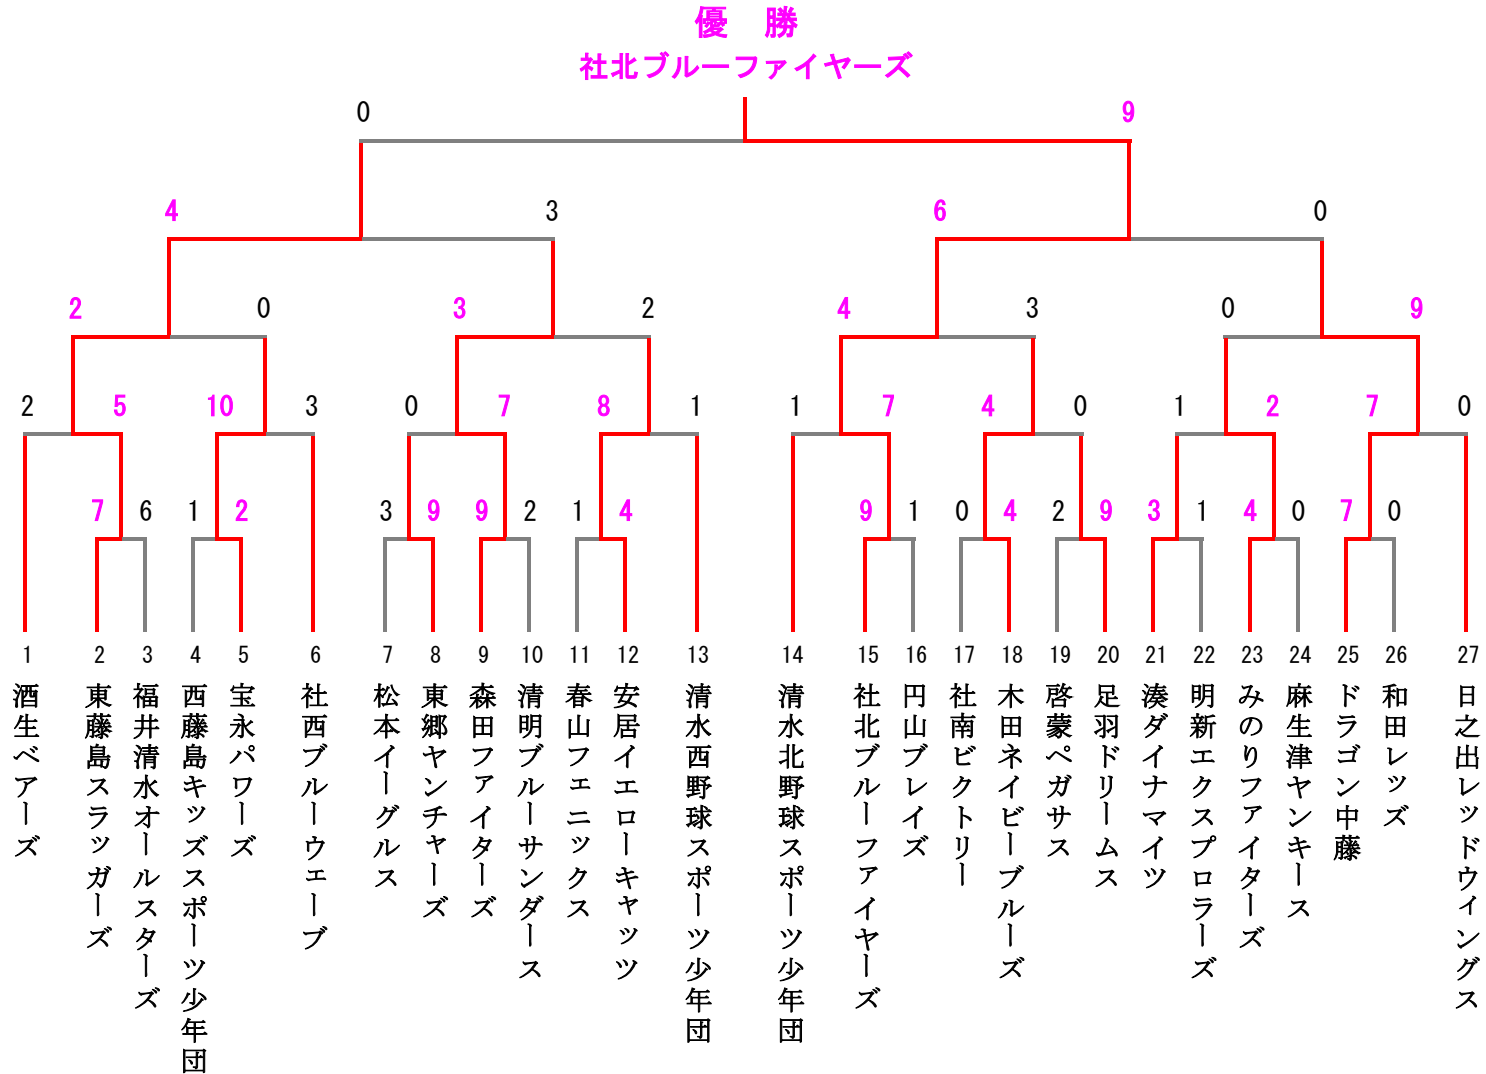 優 勝
社北ブルーファイヤーズ
0 9
4 3 6 0
2 0 3 2 4 3 0 9
2 5 10 3 0 7 8 1 1 7 4 0 1 2 7 0
7 6 1 2 3 9 9 2 1 4 9 1 0 4 2 9 3 1 4 0 7 0
1 2 3 4 5 6 7 8 9 10 11 12 13 14 15 16 17 18 19 20 21 22 23 24 25 26 27
酒生ベアーズ
東藤島スラッガーズ
福井清水オールスターズ
西藤島キッズスポーツ少年団
宝永パワーズ
社西ブルーウェーブ
松本イーグルス
東郷ヤンチャーズ
森田ファイターズ
清明ブルーサンダース
春山フェニックス
安居イエローキャッツ
清水西野球スポーツ少年団
清水北野球スポーツ少年団
社北ブルーファイヤーズ
円山ブレイズ
社南ビクトリー
木田ネイビーブルーズ
啓蒙ペガサス
足羽ドリームス
湊ダイナマイツ
明新エクスプロラーズ
みのりファイターズ
麻生津ヤンキース
ドラゴン中藤
和田レッズ
日之出レッドウィングス